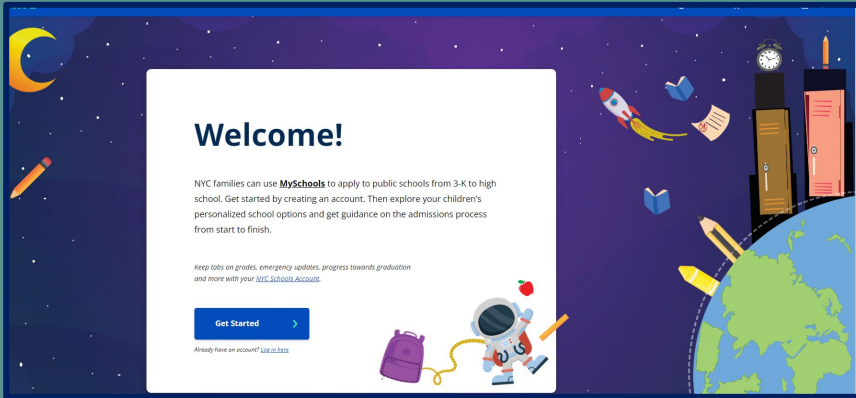 Welcome!
NYC families can use MySchools to apply to public schools from 3-K to high
school. Get started by creating an account. Then explore your children's
personalized school options and get guidance on the admissions process
from start to finish.
Keep tabs on grades, emergency updates, progress towards graduation
and more with your NYC Schools Account.
Get Started
Already have an account? Log in here